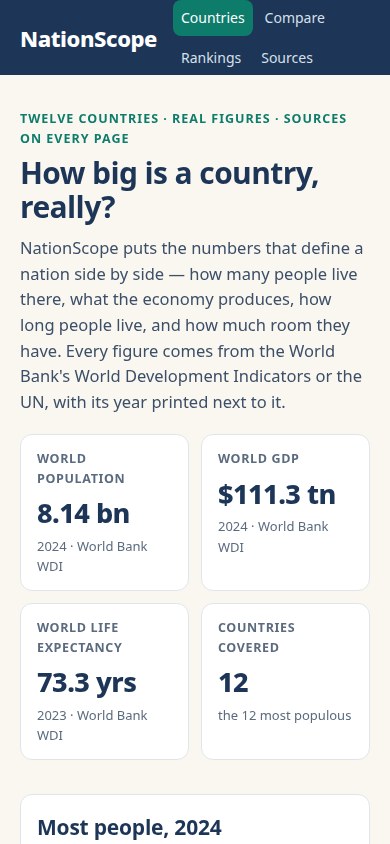 NationScope
Countries
Compare
Rankings
Sources
TWELVE COUNTRIES · REAL FIGURES · SOURCES
ON EVERY PAGE
How big is a country,
really?
NationScope puts the numbers that define a
nation side by side — how many people live
there, what the economy produces, how
long people live, and how much room they
have. Every figure comes from the World
Bank's World Development Indicators or the
UN, with its year printed next to it.
WORLD
POPULATION
8.14 bn
2024 · World Bank
WDI
WORLD GDP
$111.3 tn
2024 · World Bank
WDI
WORLD LIFE
EXPECTANCY
73.3 yrs
2023 · World Bank
WDI
COUNTRIES
COVERED
12
the 12 most populous
Most people, 2024